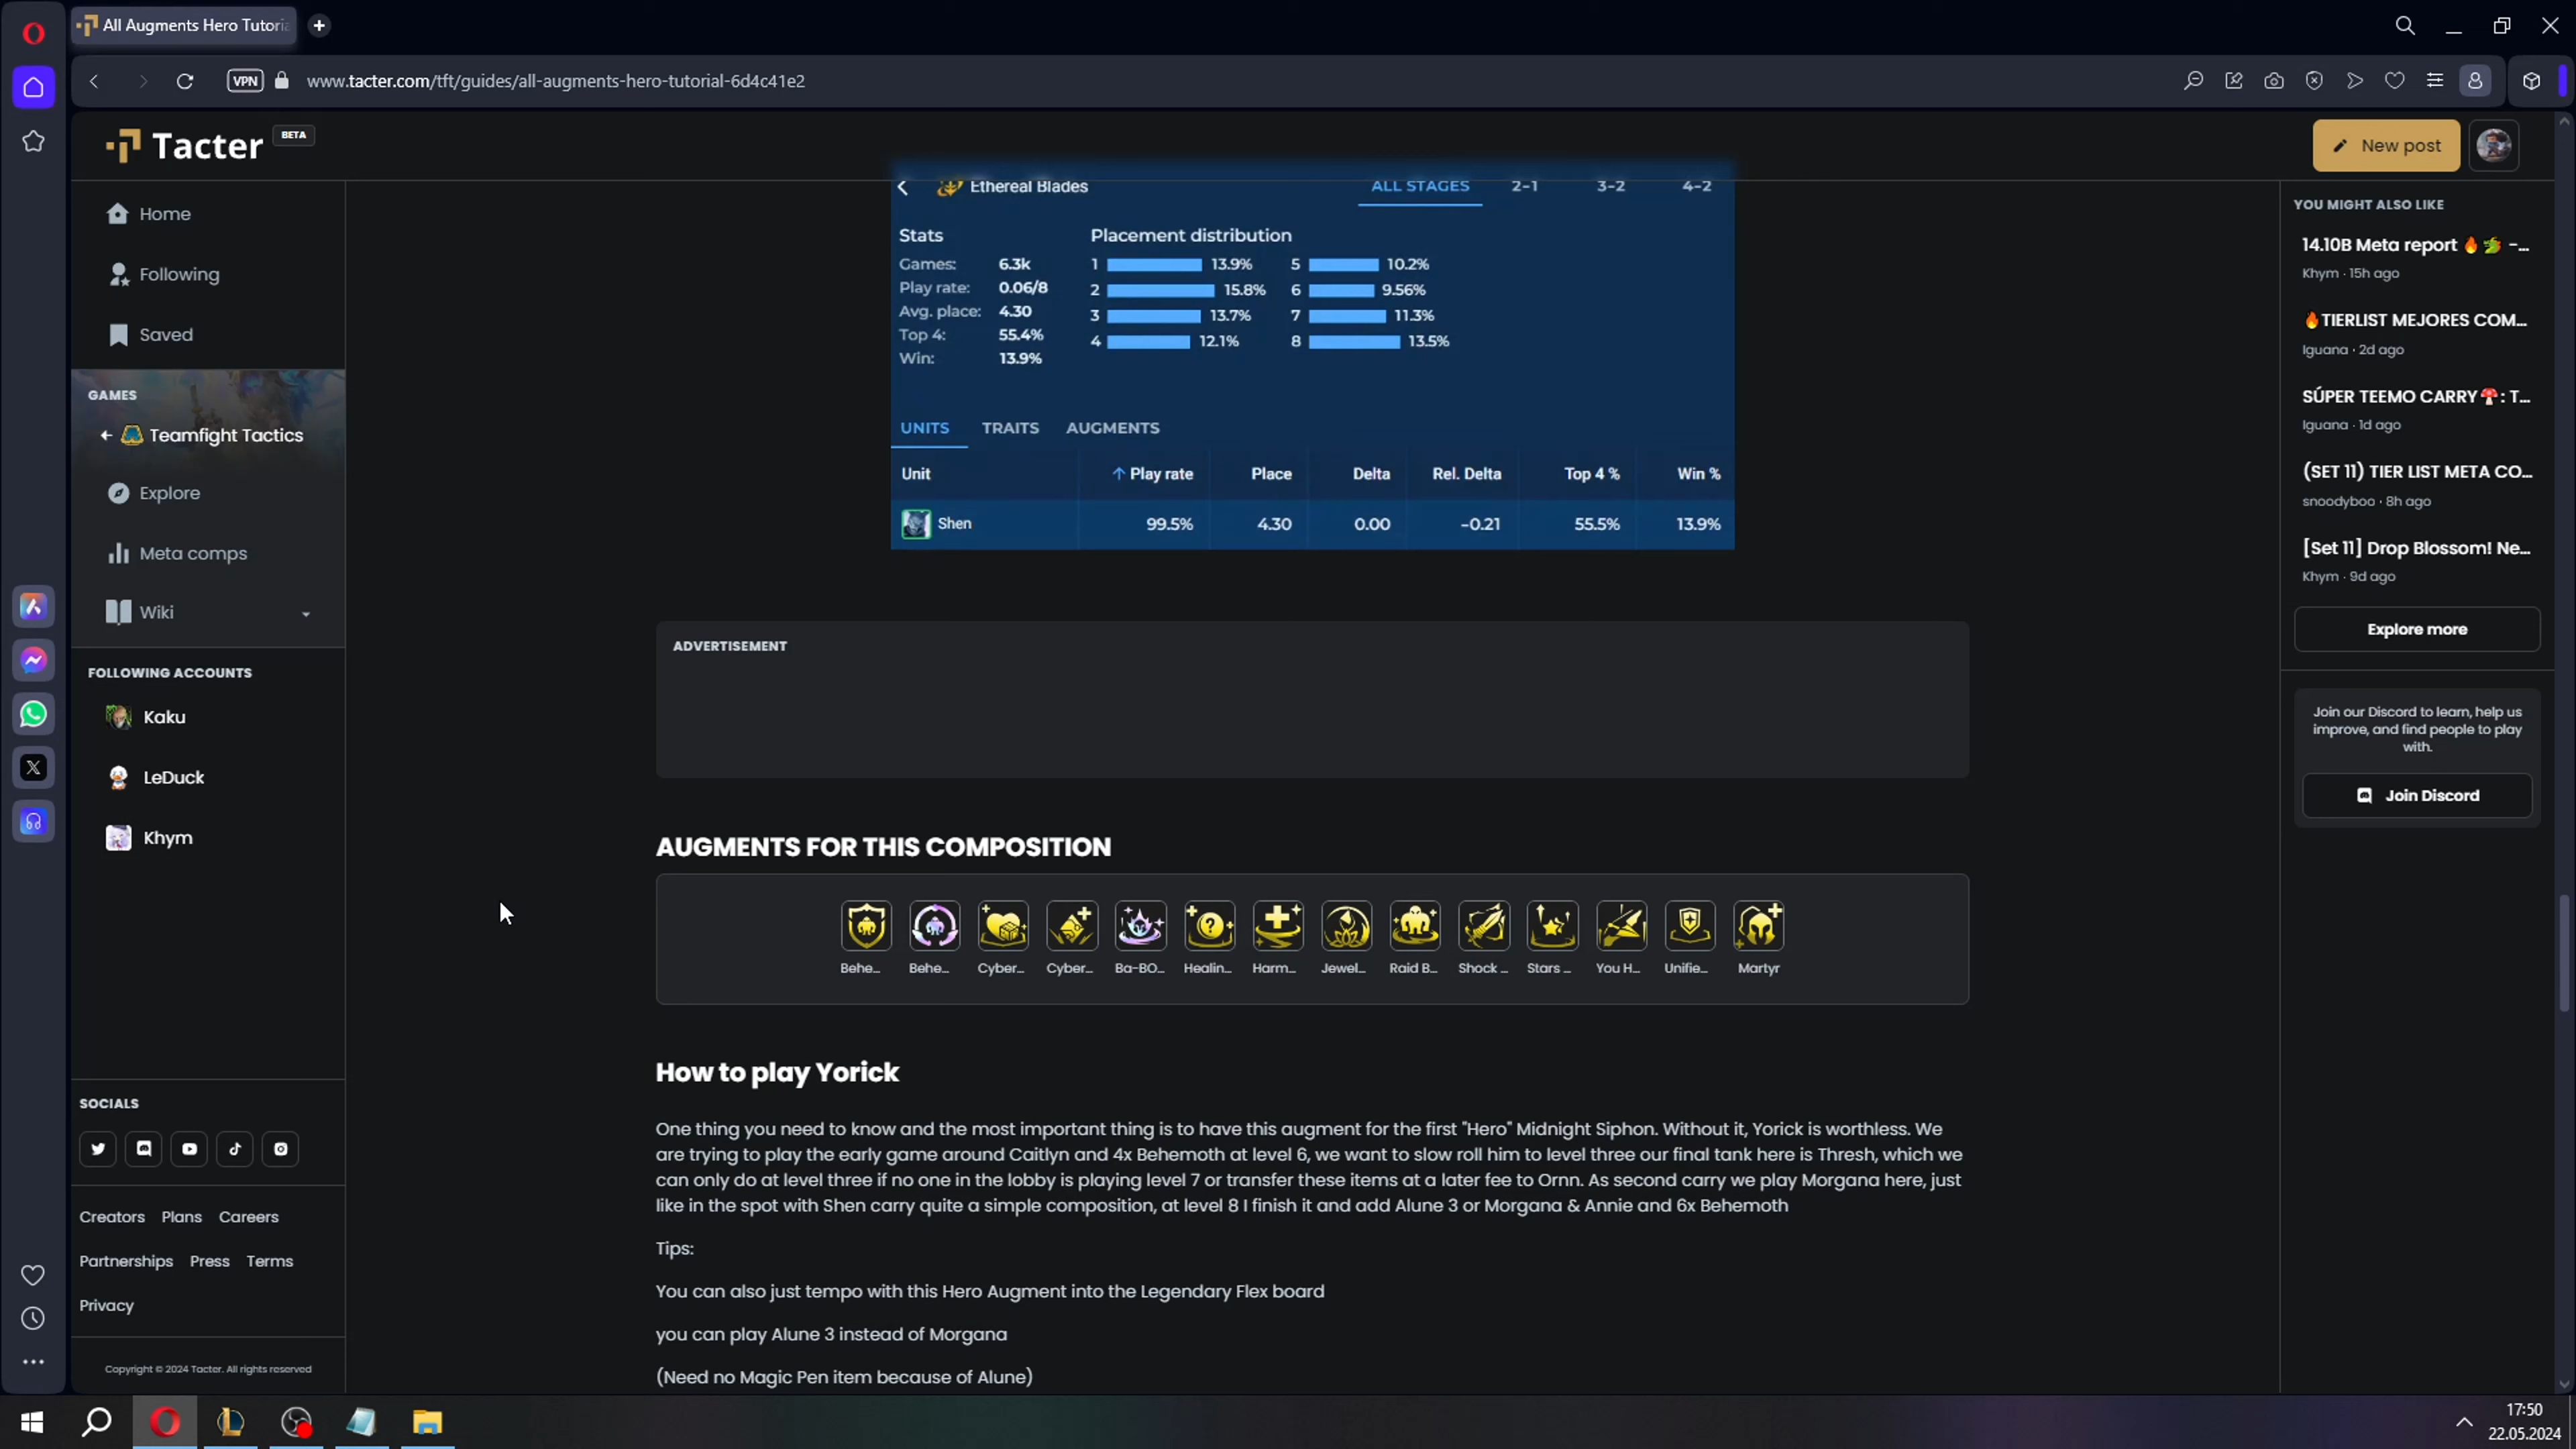 All Augments Hero Tutoria
VPN
www.tacter.com/tft/guides/all-augments-hero-tutorial-6d4c41e2
Tacter
BETA
New post
Home
Following
Saved
GAMES
Teamfight Tactics
Explore
Meta comps
Wiki
FOLLOWING ACCOUNTS
Kaku
LeDuck
Khym
SOCIALS
Creators Plans Careers
Partnerships Press Terms
Privacy
Copyright © 2024 Tacter. All rights reserved
Ethereal Blades
ALL STAGES 2-1 3-2 4-2
Stats
Games: 6.3k
Play rate: 0.06/8
Avg. place: 4.30
Top 4: 55.4%
Win: 13.9%
Placement distribution
1 13.9% 5 10.2%
2 15.8% 6 9.56%
3 13.7% 7 11.3%
4 12.1% 8 13.5%
UNITS TRAITS AUGMENTS
Unit Play rate Place Delta Rel. Delta Top 4 % Win %
Shen 99.5% 4.30 0.00 -0.21 55.5% 13.9%
ADVERTISEMENT
AUGMENTS FOR THIS COMPOSITION
Behe... Behe... Cyber... Cyber... Ba-BO... Healin... Harm... Jewel... Raid B... Shock ... Stars ... You H... Unifie... Martyr
How to play Yorick
One thing you need to know and the most important thing is to have this augment for the first "Hero" Midnight Siphon. Without it, Yorick is worthless. We
are trying to play the early game around Caitlyn and 4x Behemoth at level 6, we want to slow roll him to level three our final tank here is Thresh, which we
can only do at level three if no one in the lobby is playing level 7 or transfer these items at a later fee to Ornn. As second carry we play Morgana here, just
like in the spot with Shen carry quite a simple composition, at level 8 I finish it and add Alune 3 or Morgana & Annie and 6x Behemoth
Tips:
You can also just tempo with this Hero Augment into the Legendary Flex board
you can play Alune 3 instead of Morgana
(Need no Magic Pen item because of Alune)
YOU MIGHT ALSO LIKE
14.10B Meta report 🔥🐉 -...
Khym · 15h ago
🔥TIERLIST MEJORES COM...
Iguana · 2d ago
SÚPER TEEMO CARRY🍄: T...
Iguana · 1d ago
(SET 11) TIER LIST META CO...
snoodyboo · 8h ago
[Set 11] Drop Blossom! Ne...
Khym · 9d ago
Explore more
Join our Discord to learn, help us
improve, and find people to play
with.
Join Discord
17:50
22.05.2024